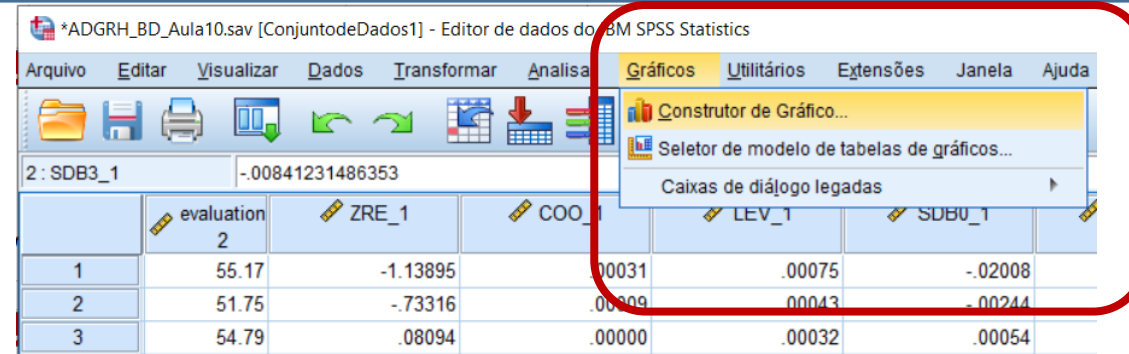 *ADGRH_BD_Aula10.sav [ConjuntodeDados1] - Editor de dados do IBM SPSS Statistics
Arquivo Editar Visualizar Dados Transformar Analisar Gráficos Utilitários Extensões Janela Ajuda
Construtor de Gráfico...
Seletor de modelo de tabelas de gráficos...
2 : SDB3_1 -.00841231486353
Caixas de diálogo legadas
evaluation2 ZRE_1 COO_1 LEV_1 SDB0_1
1 55.17 -1.13895 .00031 .00075 -.02008
2 51.75 -.73316 .00009 .00043 -.00244
3 54.79 .08094 .00000 .00032 .00054